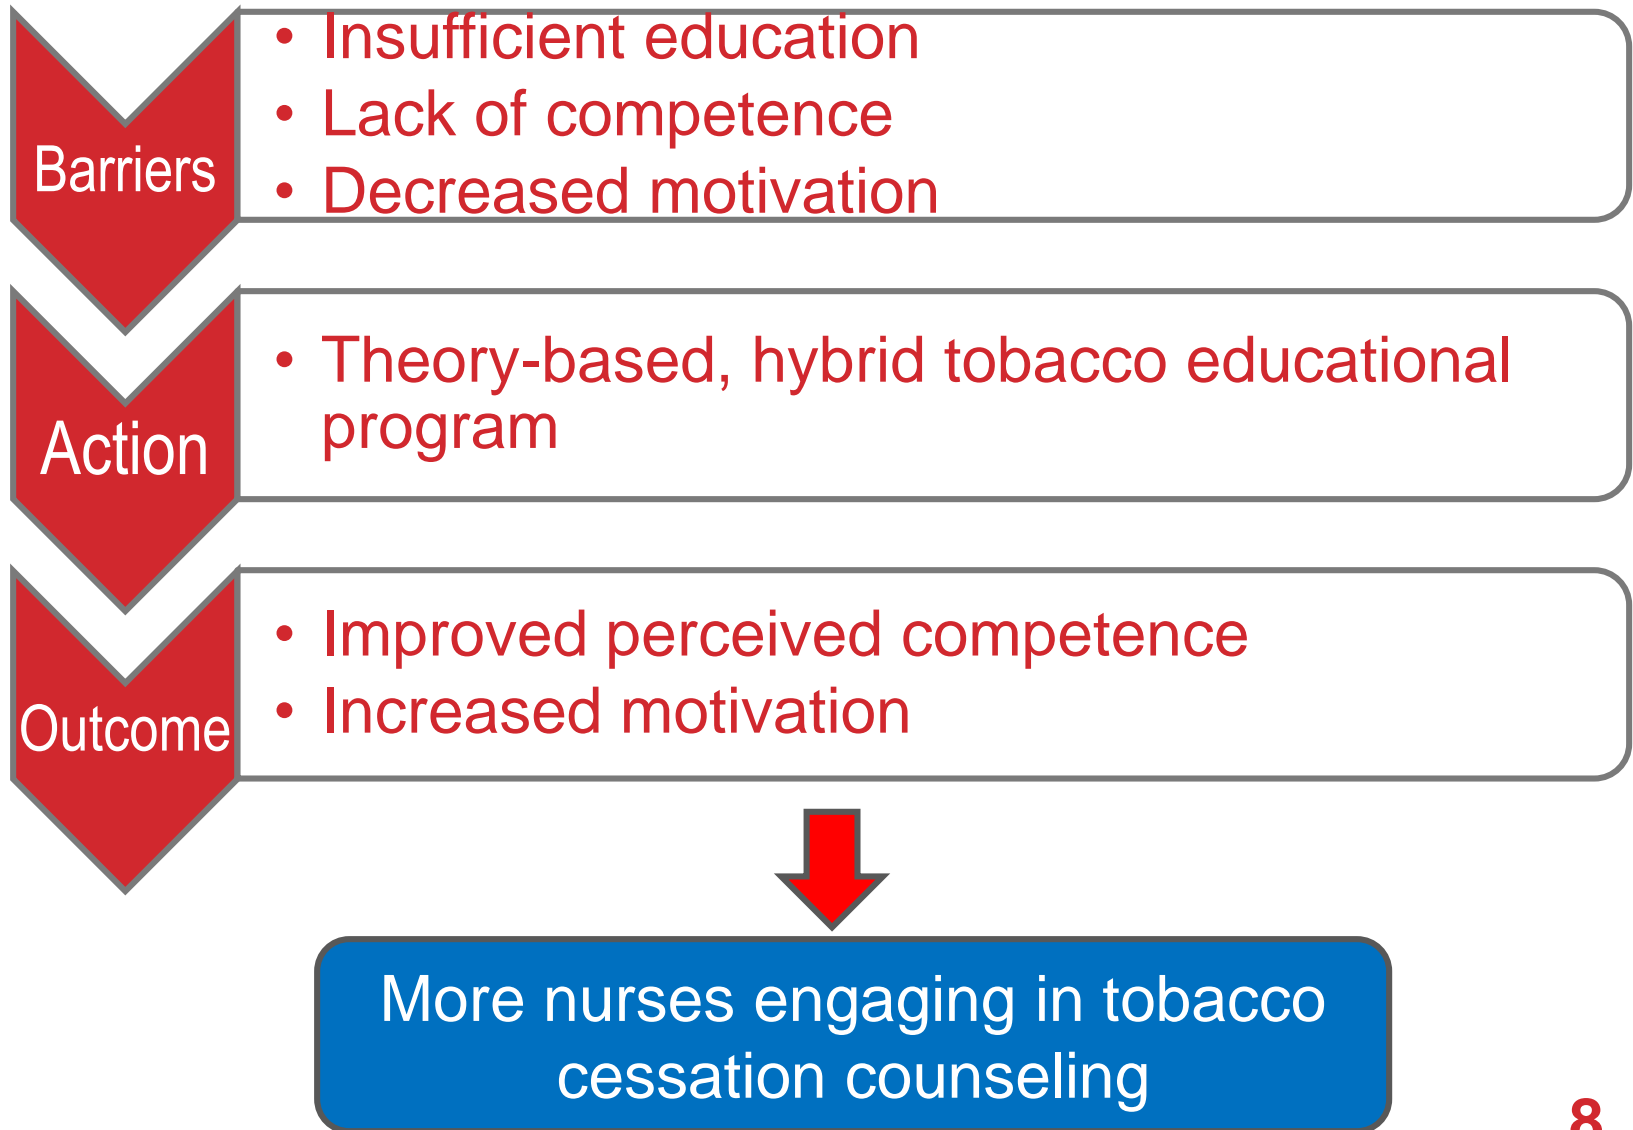 Barriers
• Insufficient education
• Lack of competence
• Decreased motivation
Action
• Theory-based, hybrid tobacco educational
program
Outcome
• Improved perceived competence
• Increased motivation
More nurses engaging in tobacco
cessation counseling
8